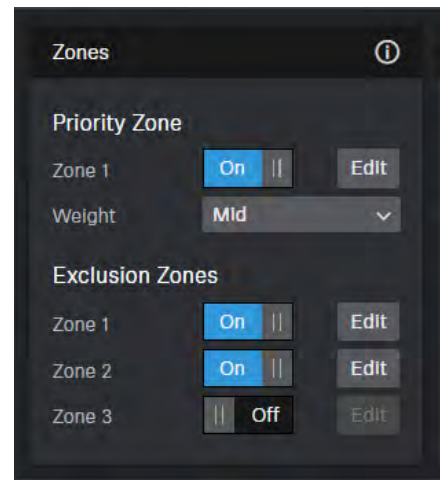 Zones
Priority Zone
Zone 1 On Edit
Weight Mid
Exclusion Zones
Zone 1 On Edit
Zone 2 On Edit
Zone 3 Off Edit